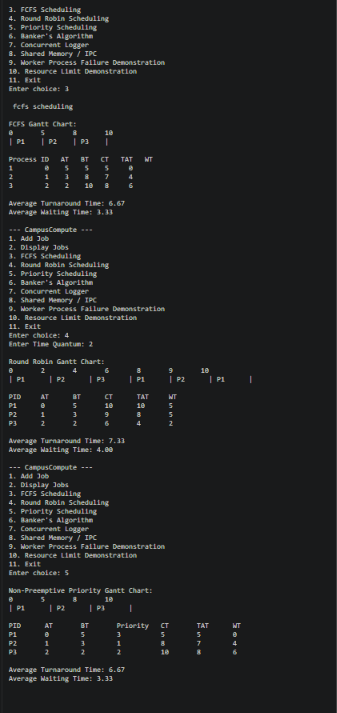 3. FCFS Scheduling
4. Round Robin Scheduling
5. Priority Scheduling
6. Banker's Algorithm
7. Concurrent Logger
8. Shared Memory / IPC
9. Worker Process Failure Demonstration
10. Resource Limit Demonstration
11. Exit
Enter choice: 3
fcfs scheduling
FCFS Gantt Chart:
0 5 8 10
| P1 | P2 | P3 |
Process ID AT BT CT TAT WT
1 0 5 5 5 0
2 1 3 8 7 4
3 2 2 10 8 6
Average Turnaround Time: 6.67
Average Waiting Time: 3.33
--- CampusCompute ---
1. Add Job
2. Display Jobs
3. FCFS Scheduling
4. Round Robin Scheduling
5. Priority Scheduling
6. Banker's Algorithm
7. Concurrent Logger
8. Shared Memory / IPC
9. Worker Process Failure Demonstration
10. Resource Limit Demonstration
11. Exit
Enter choice: 4
Enter Time Quantum: 2
Round Robin Gantt Chart:
0 2 4 6 8 9 10
| P1 | P2 | P3 | P1 | P2 | P1 |
PID AT BT CT TAT WT
P1 0 5 10 10 5
P2 1 3 9 8 5
P3 2 2 6 4 2
Average Turnaround Time: 7.33
Average Waiting Time: 4.00
--- CampusCompute ---
1. Add Job
2. Display Jobs
3. FCFS Scheduling
4. Round Robin Scheduling
5. Priority Scheduling
6. Banker's Algorithm
7. Concurrent Logger
8. Shared Memory / IPC
9. Worker Process Failure Demonstration
10. Resource Limit Demonstration
11. Exit
Enter choice: 5
Non-Preemptive Priority Gantt Chart:
0 5 8 10
| P1 | P2 | P3 |
PID AT BT Priority CT TAT WT
P1 0 5 3 5 5 0
P2 1 3 1 8 7 4
P3 2 2 2 10 8 6
Average Turnaround Time: 6.67
Average Waiting Time: 3.33